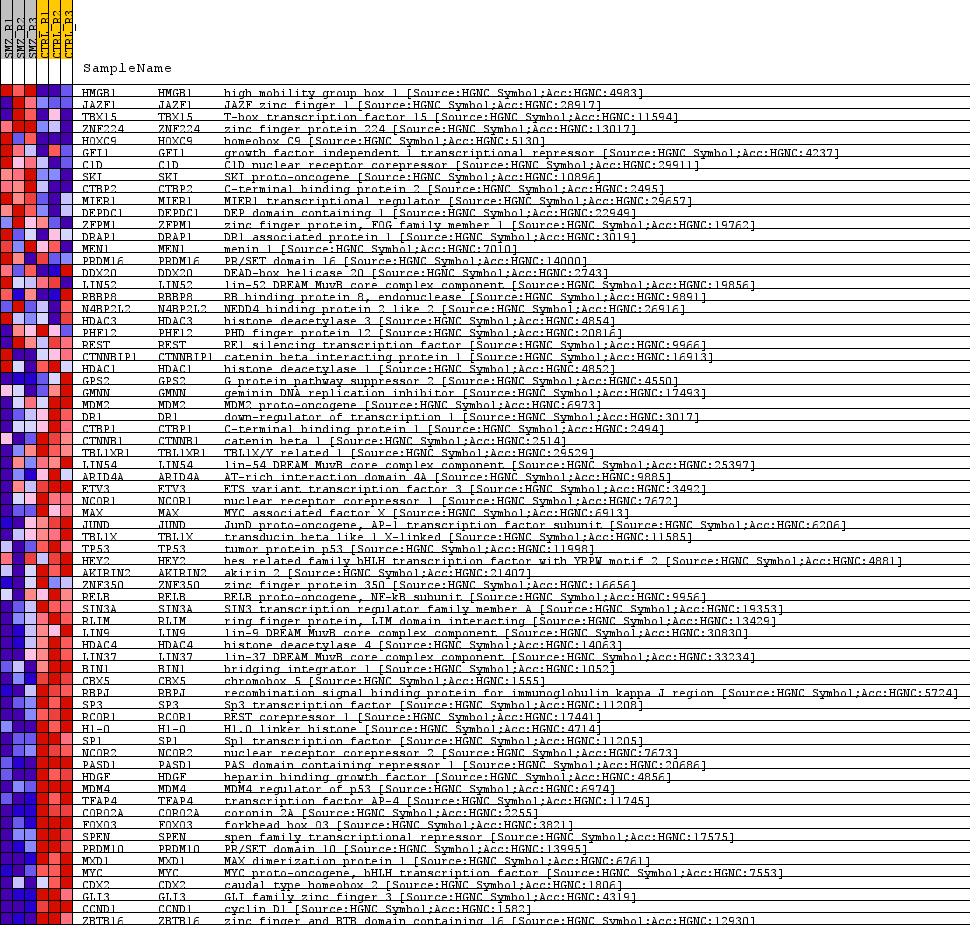 SMZ_R1
SMZ_R2
SMZ_R3
CTRL_R1
CTRL_R2
CTRL_R3
SampleName
HMGB1 HMGB1 high mobility group box 1 [Source:HGNC Symbol;Acc:HGNC:4983]
JAZF1 JAZF1 JAZF zinc finger 1 [Source:HGNC Symbol;Acc:HGNC:28917]
TBX15 TBX15 T-box transcription factor 15 [Source:HGNC Symbol;Acc:HGNC:11594]
ZNF224 ZNF224 zinc finger protein 224 [Source:HGNC Symbol;Acc:HGNC:13017]
HOXC9 HOXC9 homeobox C9 [Source:HGNC Symbol;Acc:HGNC:5130]
GFI1 GFI1 growth factor independent 1 transcriptional repressor [Source:HGNC Symbol;Acc:HGNC:4237]
C1D C1D C1D nuclear receptor corepressor [Source:HGNC Symbol;Acc:HGNC:29911]
SKI SKI SKI proto-oncogene [Source:HGNC Symbol;Acc:HGNC:10896]
CTBP2 CTBP2 C-terminal binding protein 2 [Source:HGNC Symbol;Acc:HGNC:2495]
MIER1 MIER1 MIER1 transcriptional regulator [Source:HGNC Symbol;Acc:HGNC:29657]
DEPDC1 DEPDC1 DEP domain containing 1 [Source:HGNC Symbol;Acc:HGNC:22949]
ZFPM1 ZFPM1 zinc finger protein, FOG family member 1 [Source:HGNC Symbol;Acc:HGNC:19762]
DRAP1 DRAP1 DR1 associated protein 1 [Source:HGNC Symbol;Acc:HGNC:3019]
MEN1 MEN1 menin 1 [Source:HGNC Symbol;Acc:HGNC:7010]
PRDM16 PRDM16 PR/SET domain 16 [Source:HGNC Symbol;Acc:HGNC:14000]
DDX20 DDX20 DEAD-box helicase 20 [Source:HGNC Symbol;Acc:HGNC:2743]
LIN52 LIN52 lin-52 DREAM MuvB core complex component [Source:HGNC Symbol;Acc:HGNC:19856]
RBBP8 RBBP8 RB binding protein 8, endonuclease [Source:HGNC Symbol;Acc:HGNC:9891]
N4BP2L2 N4BP2L2 NEDD4 binding protein 2 like 2 [Source:HGNC Symbol;Acc:HGNC:26916]
HDAC3 HDAC3 histone deacetylase 3 [Source:HGNC Symbol;Acc:HGNC:4854]
PHF12 PHF12 PHD finger protein 12 [Source:HGNC Symbol;Acc:HGNC:20816]
REST REST RE1 silencing transcription factor [Source:HGNC Symbol;Acc:HGNC:9966]
CTNNBIP1 CTNNBIP1 catenin beta interacting protein 1 [Source:HGNC Symbol;Acc:HGNC:16913]
HDAC1 HDAC1 histone deacetylase 1 [Source:HGNC Symbol;Acc:HGNC:4852]
GPS2 GPS2 G protein pathway suppressor 2 [Source:HGNC Symbol;Acc:HGNC:4550]
GMNN GMNN geminin DNA replication inhibitor [Source:HGNC Symbol;Acc:HGNC:17493]
MDM2 MDM2 MDM2 proto-oncogene [Source:HGNC Symbol;Acc:HGNC:6973]
DR1 DR1 down-regulator of transcription 1 [Source:HGNC Symbol;Acc:HGNC:3017]
CTBP1 CTBP1 C-terminal binding protein 1 [Source:HGNC Symbol;Acc:HGNC:2494]
CTNNB1 CTNNB1 catenin beta 1 [Source:HGNC Symbol;Acc:HGNC:2514]
TBL1XR1 TBL1XR1 TBL1X/Y related 1 [Source:HGNC Symbol;Acc:HGNC:29529]
LIN54 LIN54 lin-54 DREAM MuvB core complex component [Source:HGNC Symbol;Acc:HGNC:25397]
ARID4A ARID4A AT-rich interaction domain 4A [Source:HGNC Symbol;Acc:HGNC:9885]
ETV3 ETV3 ETS variant transcription factor 3 [Source:HGNC Symbol;Acc:HGNC:3492]
NCOR1 NCOR1 nuclear receptor corepressor 1 [Source:HGNC Symbol;Acc:HGNC:7672]
MAX MAX MYC associated factor X [Source:HGNC Symbol;Acc:HGNC:6913]
JUND JUND JunD proto-oncogene, AP-1 transcription factor subunit [Source:HGNC Symbol;Acc:HGNC:6206]
TBL1X TBL1X transducin beta like 1 X-linked [Source:HGNC Symbol;Acc:HGNC:11585]
TP53 TP53 tumor protein p53 [Source:HGNC Symbol;Acc:HGNC:11998]
HEY2 HEY2 hes related family bHLH transcription factor with YRPW motif 2 [Source:HGNC Symbol;Acc:HGNC:4881]
AKIRIN2 AKIRIN2 akirin 2 [Source:HGNC Symbol;Acc:HGNC:21407]
ZNF350 ZNF350 zinc finger protein 350 [Source:HGNC Symbol;Acc:HGNC:16656]
RELB RELB RELB proto-oncogene, NF-kB subunit [Source:HGNC Symbol;Acc:HGNC:9956]
SIN3A SIN3A SIN3 transcription regulator family member A [Source:HGNC Symbol;Acc:HGNC:19353]
RLIM RLIM ring finger protein, LIM domain interacting [Source:HGNC Symbol;Acc:HGNC:13429]
LIN9 LIN9 lin-9 DREAM MuvB core complex component [Source:HGNC Symbol;Acc:HGNC:30830]
HDAC4 HDAC4 histone deacetylase 4 [Source:HGNC Symbol;Acc:HGNC:14063]
LIN37 LIN37 lin-37 DREAM MuvB core complex component [Source:HGNC Symbol;Acc:HGNC:33234]
BIN1 BIN1 bridging integrator 1 [Source:HGNC Symbol;Acc:HGNC:1052]
CBX5 CBX5 chromobox 5 [Source:HGNC Symbol;Acc:HGNC:1555]
RBPJ RBPJ recombination signal binding protein for immunoglobulin kappa J region [Source:HGNC Symbol;Acc:HGNC:5724]
SP3 SP3 Sp3 transcription factor [Source:HGNC Symbol;Acc:HGNC:11208]
RCOR1 RCOR1 REST corepressor 1 [Source:HGNC Symbol;Acc:HGNC:17441]
H1-0 H1-0 H1.0 linker histone [Source:HGNC Symbol;Acc:HGNC:4714]
SP1 SP1 Sp1 transcription factor [Source:HGNC Symbol;Acc:HGNC:11205]
NCOR2 NCOR2 nuclear receptor corepressor 2 [Source:HGNC Symbol;Acc:HGNC:7673]
PASD1 PASD1 PAS domain containing repressor 1 [Source:HGNC Symbol;Acc:HGNC:20686]
HDGF HDGF heparin binding growth factor [Source:HGNC Symbol;Acc:HGNC:4856]
MDM4 MDM4 MDM4 regulator of p53 [Source:HGNC Symbol;Acc:HGNC:6974]
TFAP4 TFAP4 transcription factor AP-4 [Source:HGNC Symbol;Acc:HGNC:11745]
CORO2A CORO2A coronin 2A [Source:HGNC Symbol;Acc:HGNC:2255]
FOXO3 FOXO3 forkhead box O3 [Source:HGNC Symbol;Acc:HGNC:3821]
SPEN SPEN spen family transcriptional repressor [Source:HGNC Symbol;Acc:HGNC:17575]
PRDM10 PRDM10 PR/SET domain 10 [Source:HGNC Symbol;Acc:HGNC:13995]
MXD1 MXD1 MAX dimerization protein 1 [Source:HGNC Symbol;Acc:HGNC:6761]
MYC MYC MYC proto-oncogene, bHLH transcription factor [Source:HGNC Symbol;Acc:HGNC:7553]
CDX2 CDX2 caudal type homeobox 2 [Source:HGNC Symbol;Acc:HGNC:1806]
GLI3 GLI3 GLI family zinc finger 3 [Source:HGNC Symbol;Acc:HGNC:4319]
CCND1 CCND1 cyclin D1 [Source:HGNC Symbol;Acc:HGNC:1582]
ZBTB16 ZBTB16 zinc finger and BTB domain containing 16 [Source:HGNC Symbol;Acc:HGNC:12930]